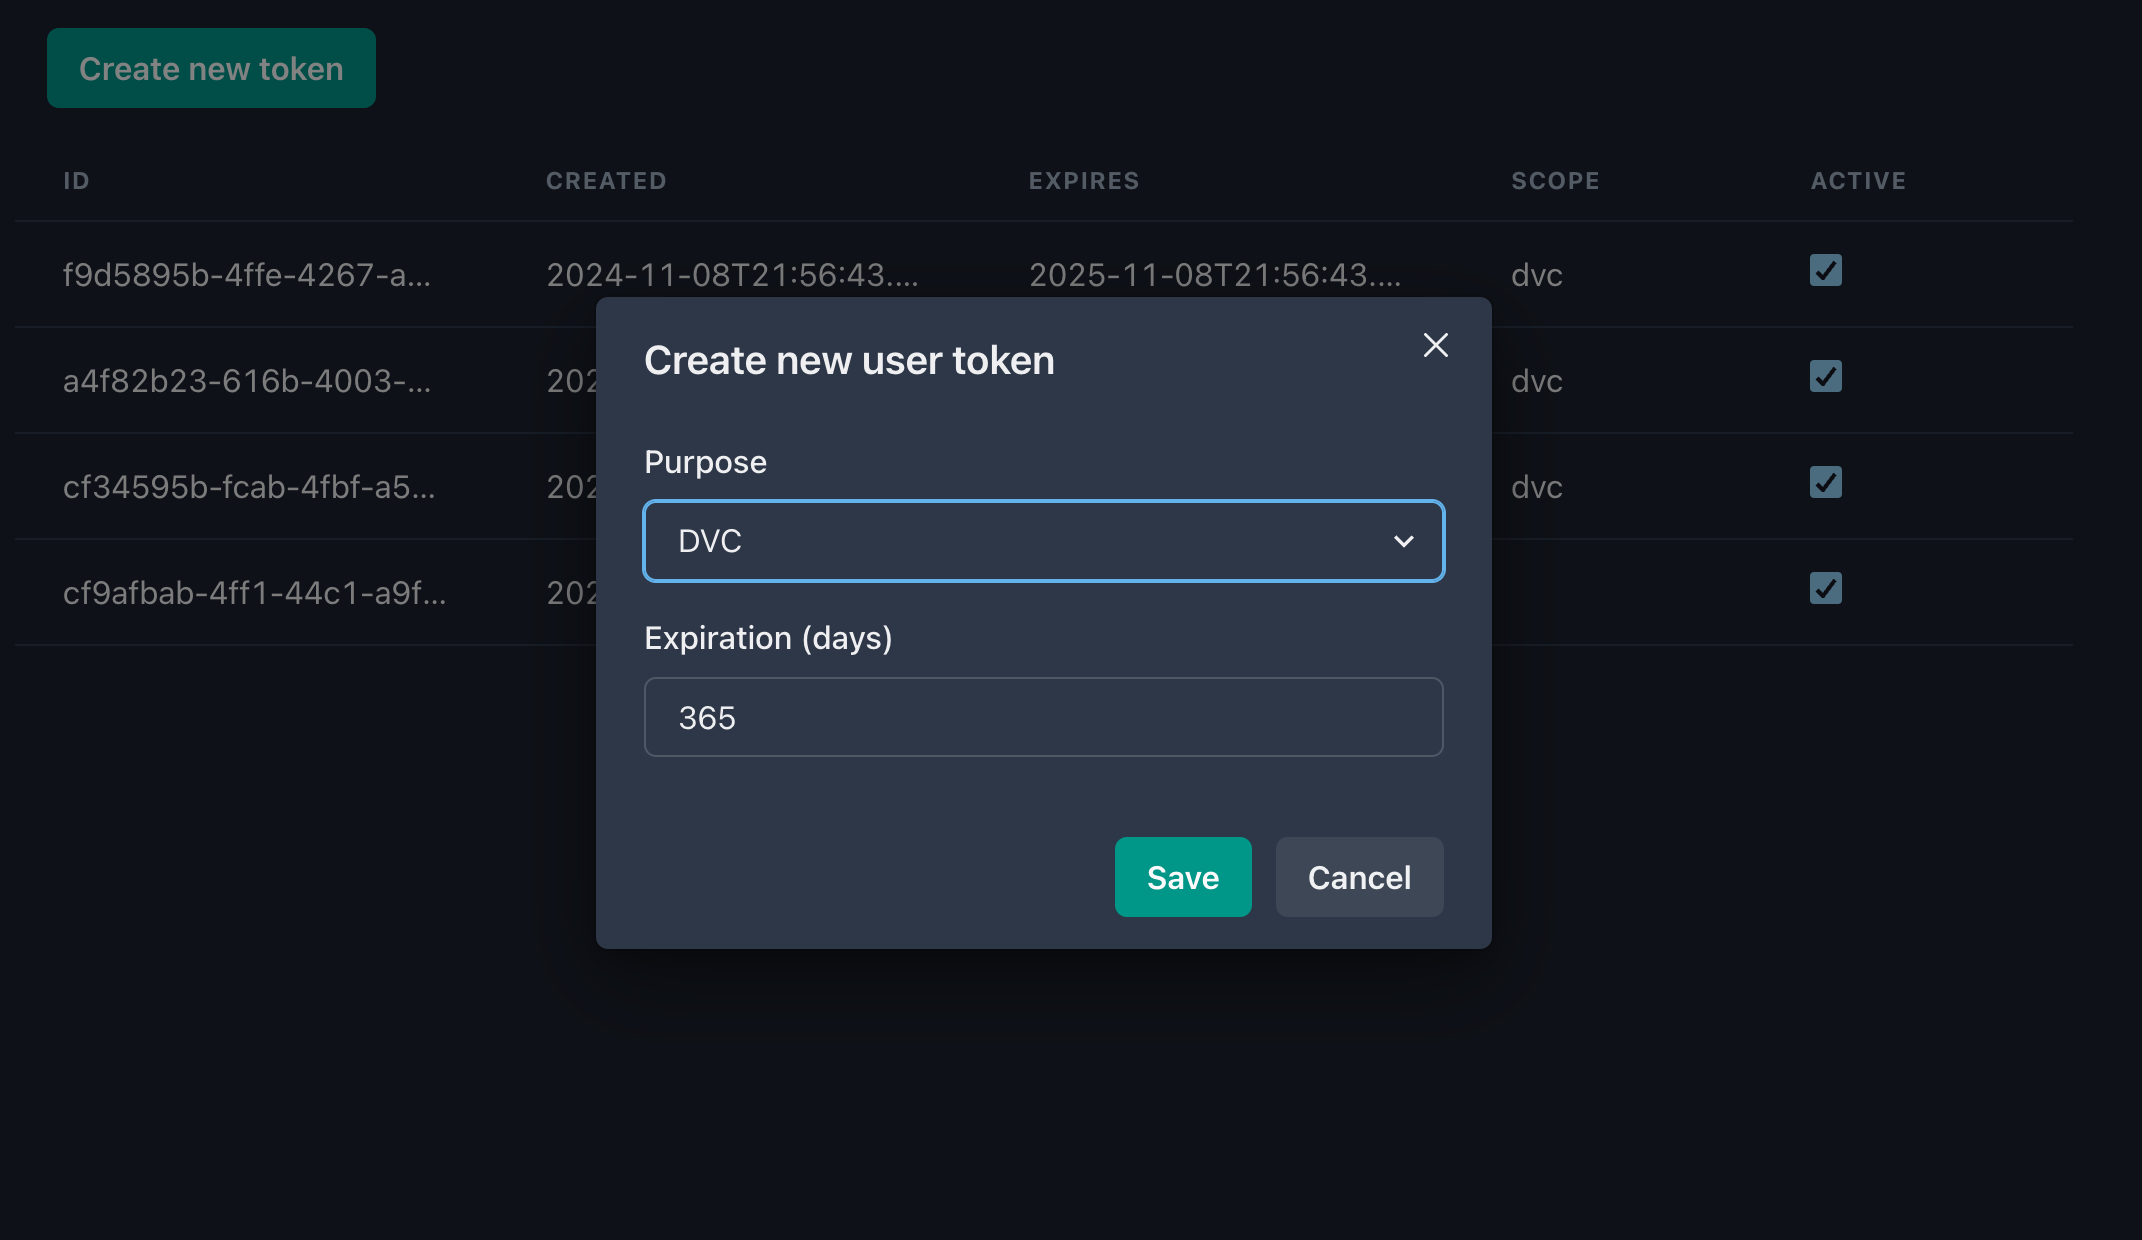 Create new token
ID CREATED EXPIRES SCOPE ACTIVE
f9d5895b-4ffe-4267-a... 2024-11-08T21:56:43.... 2025-11-08T21:56:43.... dvc
a4f82b23-616b-4003-... 202 dvc
cf34595b-fcab-4fbf-a5... 202 dvc
cf9afbab-4ff1-44c1-a9f... 202
Create new user token
Purpose
DVC
Expiration (days)
365
Save Cancel